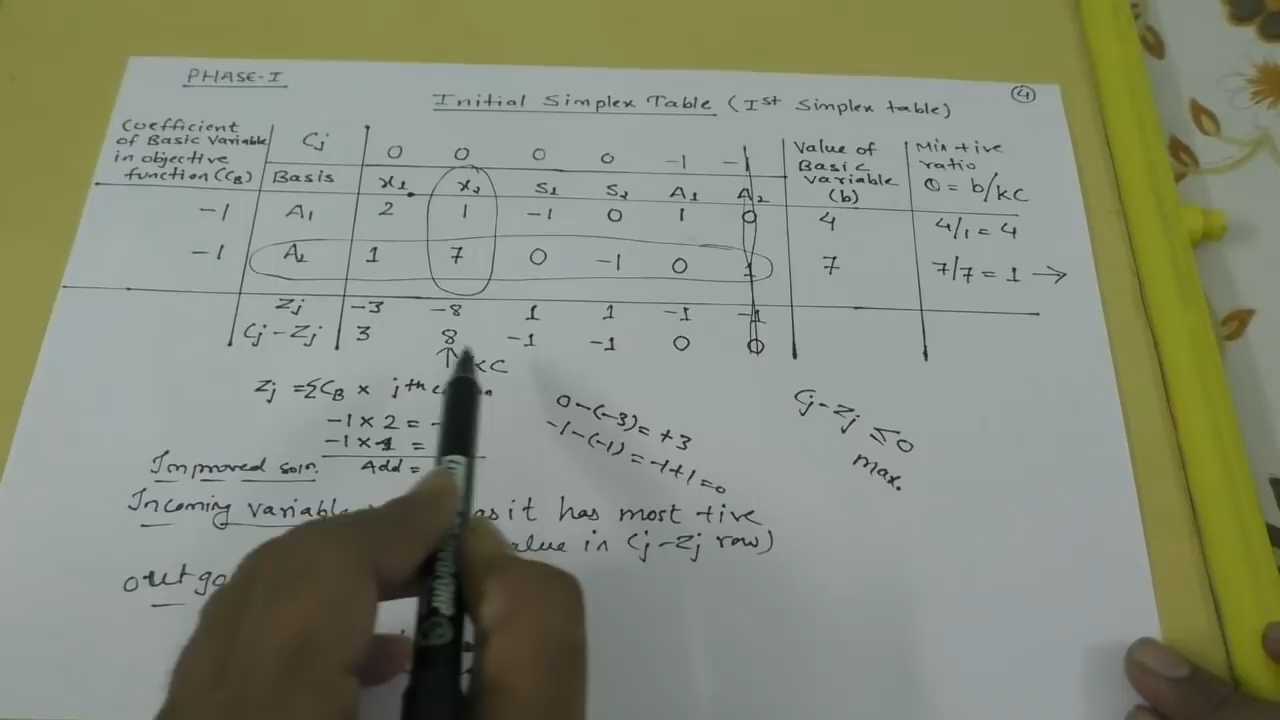 PHASE-I
④
Initial Simplex Table (Ist Simplex table)
Coefficient of Basic Variable in objective function (CB) Cj 0 0 0 0 -1 -1 Value of Basic variable (b) Min +ive ratio θ = b/KC
Basis x1 x2 S1 S2 A1 A2
-1 A1 2 1 -1 0 1 0 4 4/1 = 4
-1 A2 1 7 0 -1 0 1 7 7/7 = 1 →
Zj -3 -8 1 1 -1 -1
Cj-Zj 3 8 -1 -1 0 0
↑ KC
Zj = ΣCB × jth
-1 × 2 =
-1 × 1 =
Add =
0-(-3) = +3
-1-(-1) = -1+1 = 0
Cj-Zj ≤ 0
max.
Improved soln.
Incoming variable as it has most +ive
in Cj-Zj row)